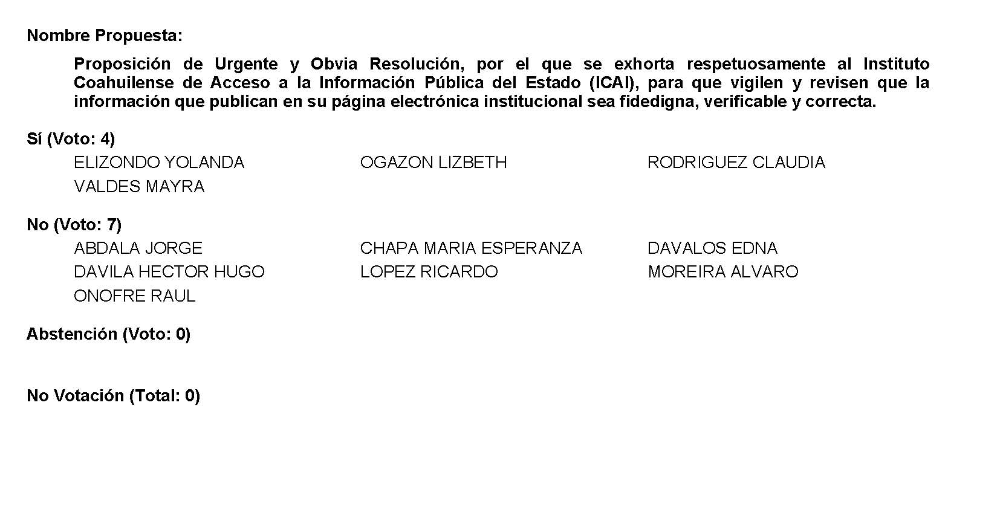 Nombre Propuesta:
Proposición de Urgente y Obvia Resolución, por el que se exhorta respetuosamente al Instituto
Coahuilense de Acceso a la Información Pública del Estado (ICAI), para que vigilen y revisen que la
información que publican en su página electrónica institucional sea fidedigna, verificable y correcta.
Sí (Voto: 4)
ELIZONDO YOLANDA OGAZON LIZBETH RODRIGUEZ CLAUDIA
VALDES MAYRA
No (Voto: 7)
ABDALA JORGE CHAPA MARIA ESPERANZA DAVALOS EDNA
DAVILA HECTOR HUGO LOPEZ RICARDO MOREIRA ALVARO
ONOFRE RAUL
Abstención (Voto: 0)
No Votación (Total: 0)